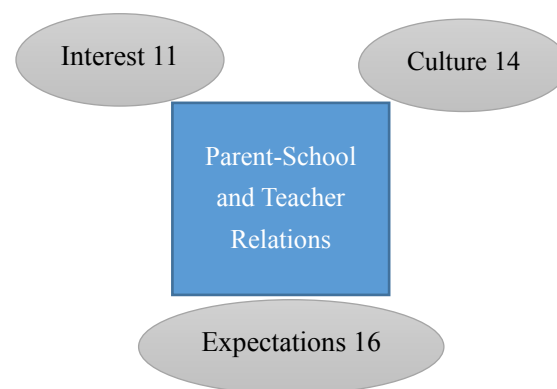 Interest 11
Culture 14
Parent-School
and Teacher
Relations
Expectations 16